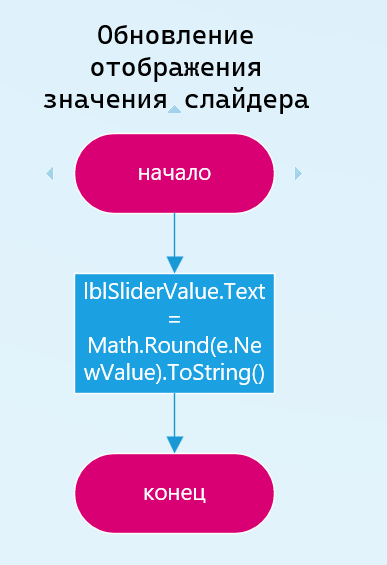 Обновление
отображения
значения слайдера
начало
lblSliderValue.Text
=
Math.Round(e.Ne
wValue).ToString()
конец